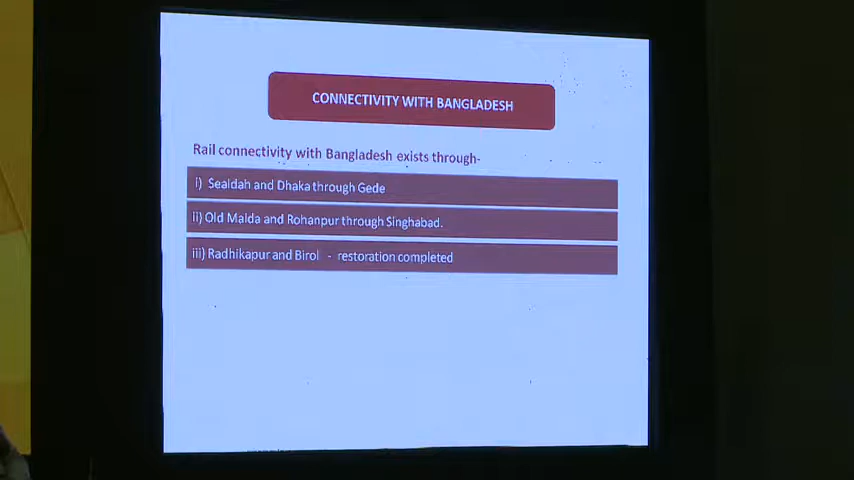 CONNECTIVITY WITH BANGLADESH
Rail connectivity with Bangladesh exists through-
i) Sealdah and Dhaka through Gede
ii) Old Malda and Rohanpur through Singhabad.
iii) Radhikapur and Birol - restoration completed